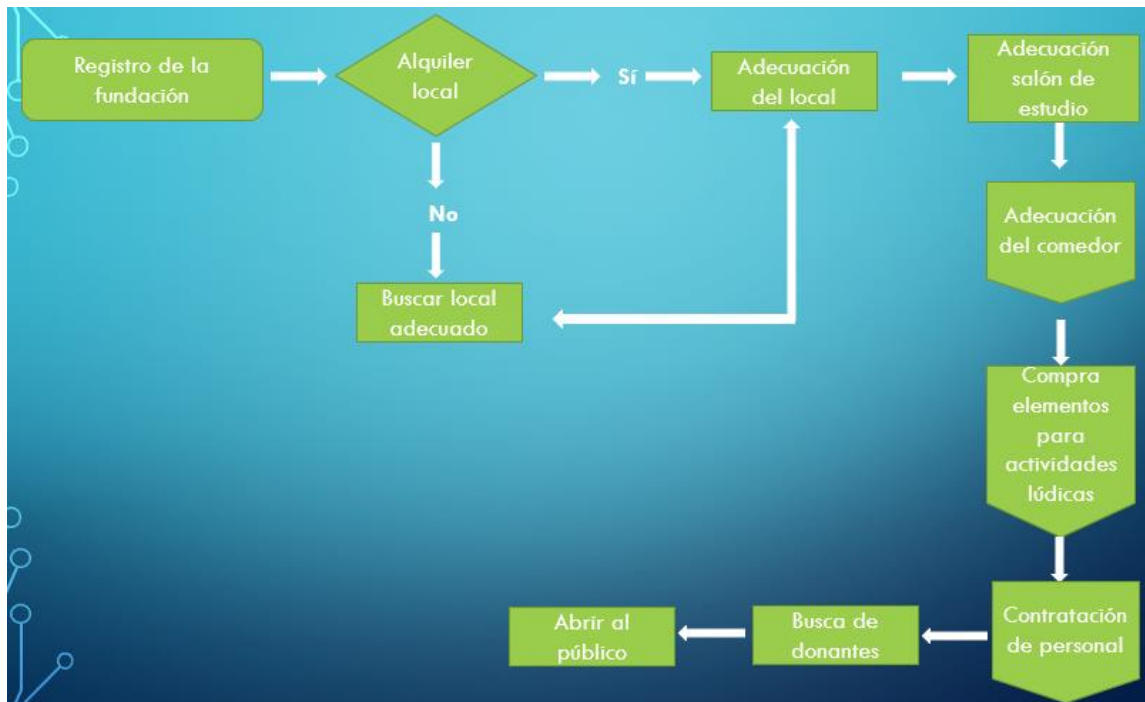 Registro de la
fundación
Alquiler
local
Sí
No
Buscar local
adecuado
Adecuación
del local
Adecuación
salón de
estudio
Adecuación
del comedor
Compra
elementos
para
actividades
lúdicas
Contratación
de personal
Busca de
donantes
Abrir al
público